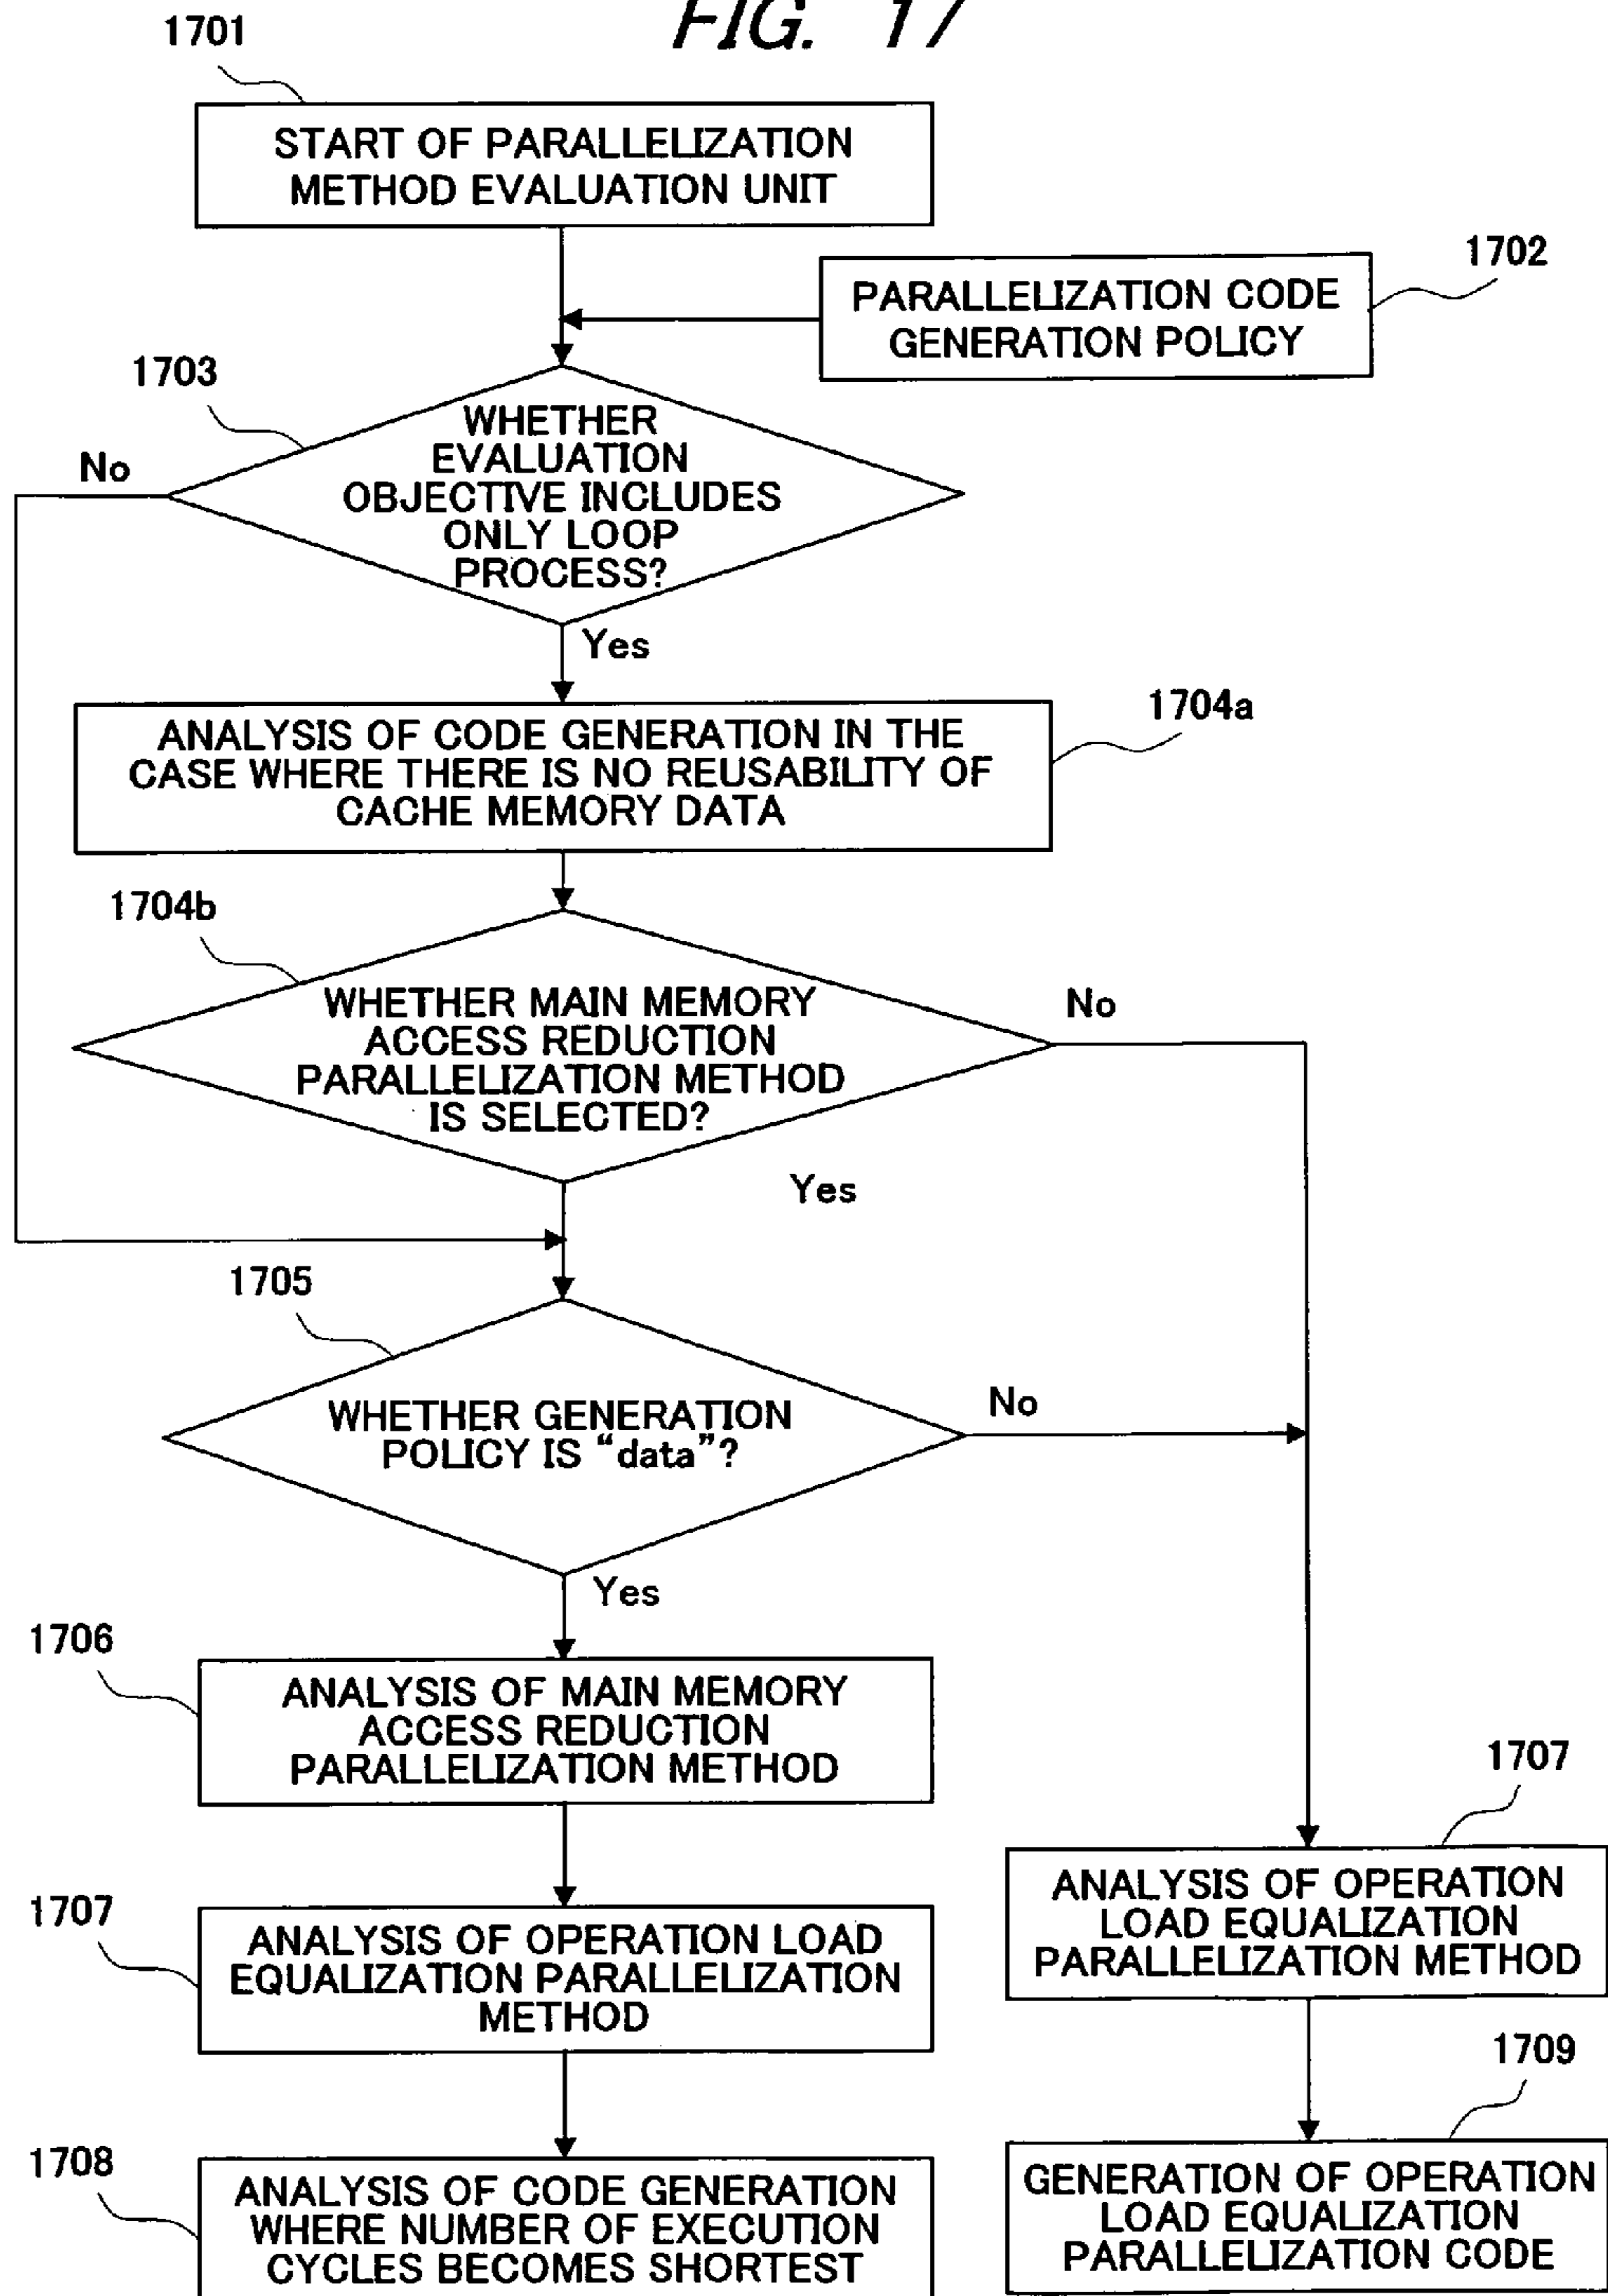 FIG. 17
1701
START OF PARALLELIZATION
METHOD EVALUATION UNIT
1702
PARALLELIZATION CODE
GENERATION POLICY
1703
No
WHETHER
EVALUATION
OBJECTIVE INCLUDES
ONLY LOOP
PROCESS?
Yes
1704a
ANALYSIS OF CODE GENERATION IN THE
CASE WHERE THERE IS NO REUSABILITY OF
CACHE MEMORY DATA
1704b
WHETHER MAIN MEMORY
ACCESS REDUCTION
PARALLELIZATION METHOD
IS SELECTED?
No
Yes
1705
WHETHER GENERATION
POLICY IS “data”?
No
Yes
1706
ANALYSIS OF MAIN MEMORY
ACCESS REDUCTION
PARALLELIZATION METHOD
1707
ANALYSIS OF OPERATION LOAD
EQUALIZATION PARALLELIZATION
METHOD
1707
ANALYSIS OF OPERATION
LOAD EQUALIZATION
PARALLELIZATION METHOD
1708
ANALYSIS OF CODE GENERATION
WHERE NUMBER OF EXECUTION
CYCLES BECOMES SHORTEST
1709
GENERATION OF OPERATION
LOAD EQUALIZATION
PARALLELIZATION CODE